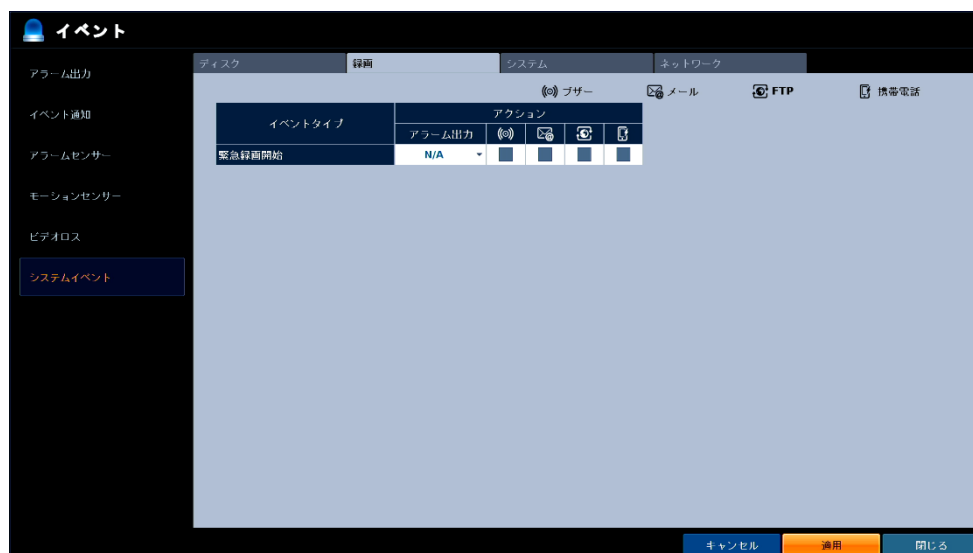 イベント
アラーム出力
イベント通知
アラームセンサー
モーションセンサー
ビデオロス
システムイベント
ディスク 録画 システム ネットワーク
ブザー メール FTP 携帯電話
イベントタイプ アクション
アラーム出力
緊急録画開始 N/A
キャンセル 適用 閉じる